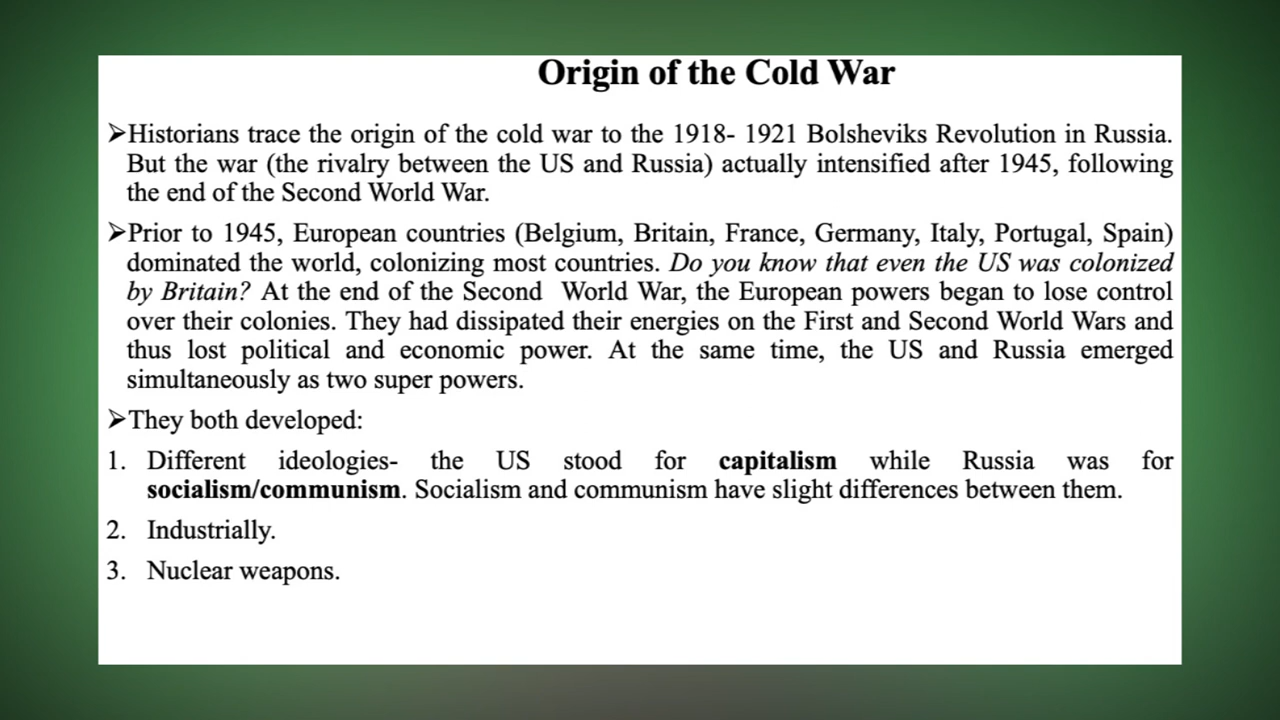 Origin of the Cold War
➢Historians trace the origin of the cold war to the 1918- 1921 Bolsheviks Revolution in Russia.
But the war (the rivalry between the US and Russia) actually intensified after 1945, following
the end of the Second World War.
➢Prior to 1945, European countries (Belgium, Britain, France, Germany, Italy, Portugal, Spain)
dominated the world, colonizing most countries. Do you know that even the US was colonized
by Britain? At the end of the Second World War, the European powers began to lose control
over their colonies. They had dissipated their energies on the First and Second World Wars and
thus lost political and economic power. At the same time, the US and Russia emerged
simultaneously as two super powers.
➢They both developed:
1. Different ideologies- the US stood for capitalism while Russia was for
socialism/communism. Socialism and communism have slight differences between them.
2. Industrially.
3. Nuclear weapons.